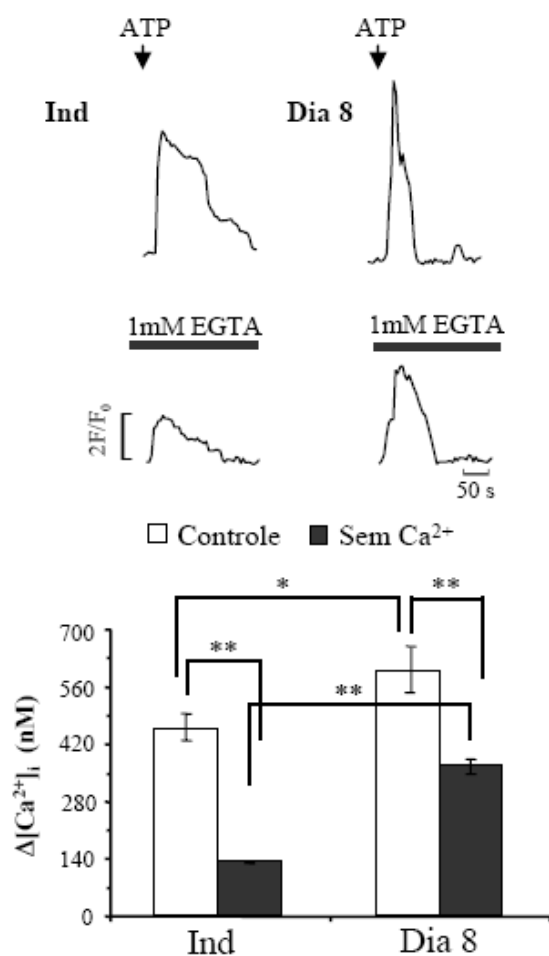 ATP ATP
Ind Dia 8
1mM EGTA 1mM EGTA
2F/F₀
50 s
Controle Sem Ca²⁺
* **
**
**
700
560
420
280
140
0
Δ[Ca²⁺]ᵢ (nM)
Ind Dia 8